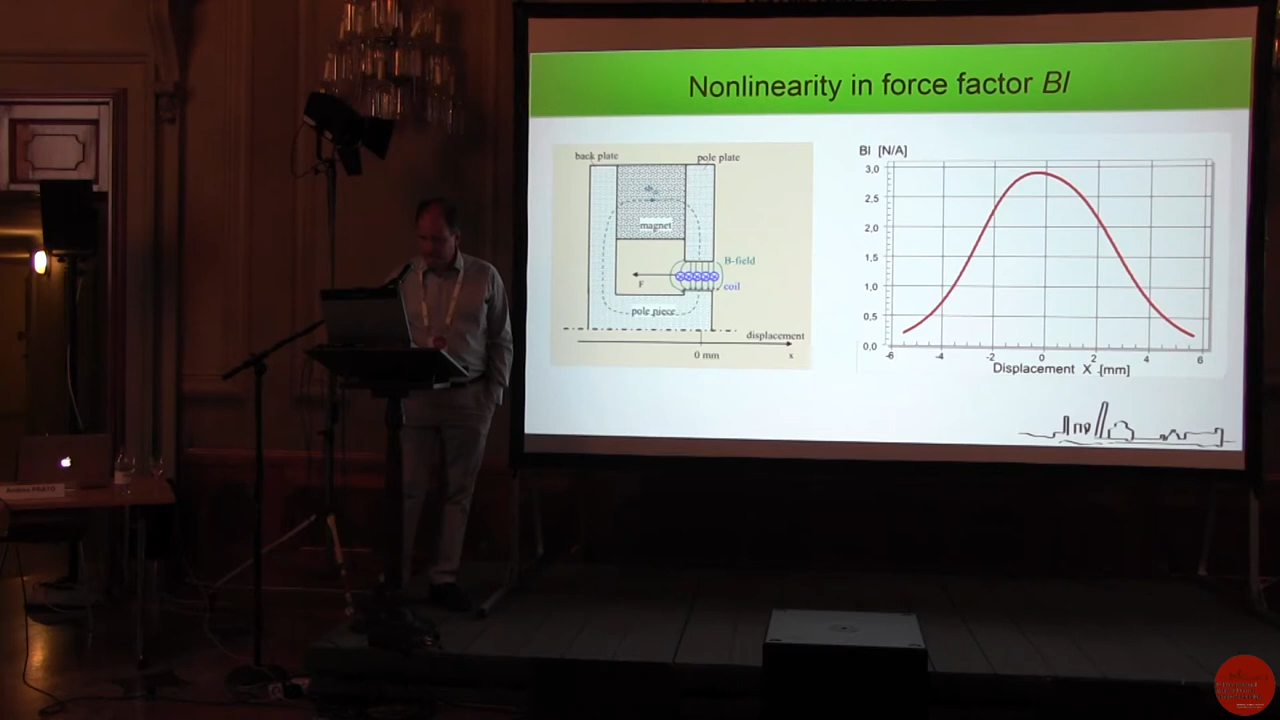 Nonlinearity in force factor Bl
back plate
pole plate
magnet
B-field
F
coil
pole piece
displacement
0 mm
x
Bl [N/A]
3,0
2,5
2,0
1,5
1,0
0,5
0,0
-6 -4 -2 0 2 4 6
Displacement X [mm]